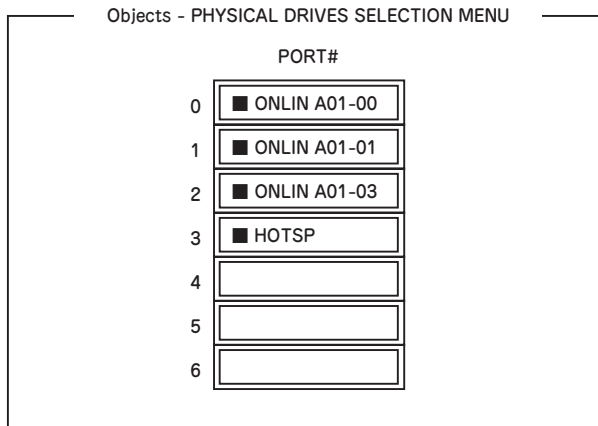 Objects - PHYSICAL DRIVES SELECTION MENU
PORT#
0 ONLIN A01-00
1 ONLIN A01-01
2 ONLIN A01-03
3 HOTSP
4
5
6